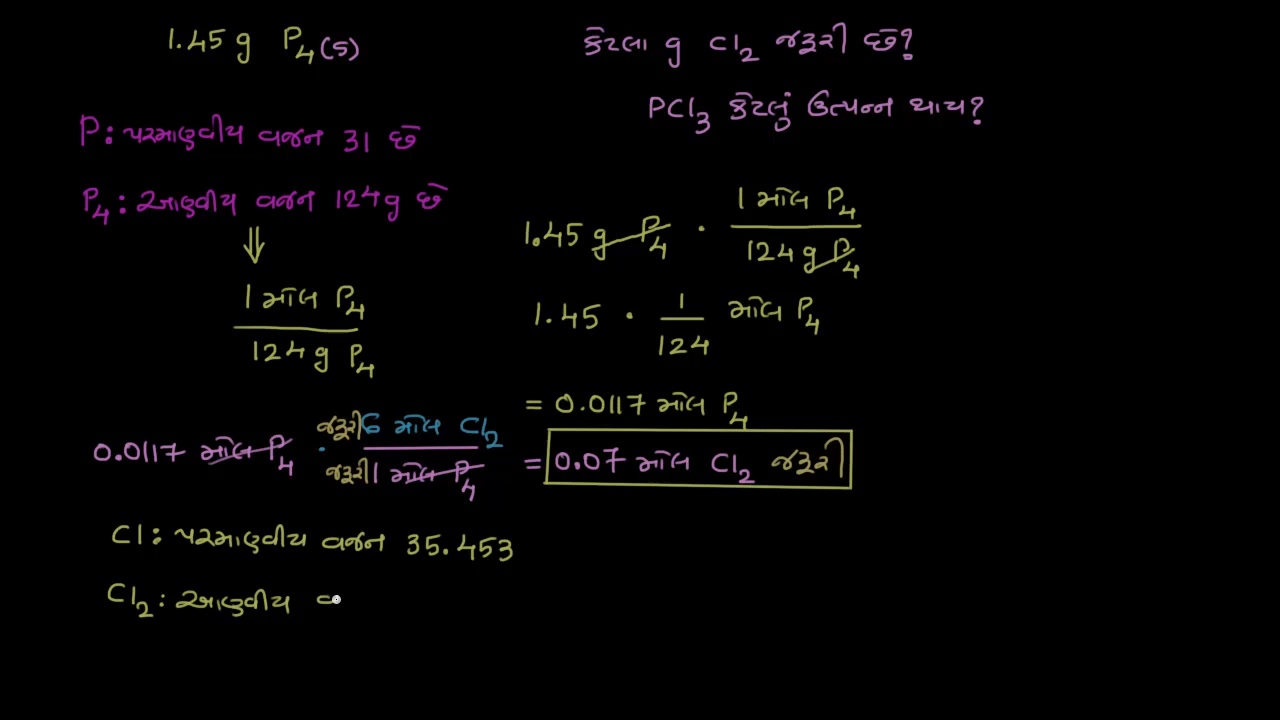 1.45 g P4(s)
કેટલા g Cl2 જરૂરી છે?
PCl3 કેટલું ઉત્પન્ન થાય?
P: પરમાણ્વીય વજન 31 છે
P4: આણ્વીય વજન 124g છે
⇓
1 મૉલ P4
124 g P4
1.45 g P4 · 1 મૉલ P4
124 g P4
1.45 · 1 મૉલ P4
124
= 0.0117 મૉલ P4
0.0117 મૉલ P4 · જરૂરી 6 મૉલ Cl2
જરૂરી 1 મૉલ P4
= 0.07 મૉલ Cl2 જરૂરી
Cl: પરમાણ્વીય વજન 35.453
Cl2: આણ્વીય